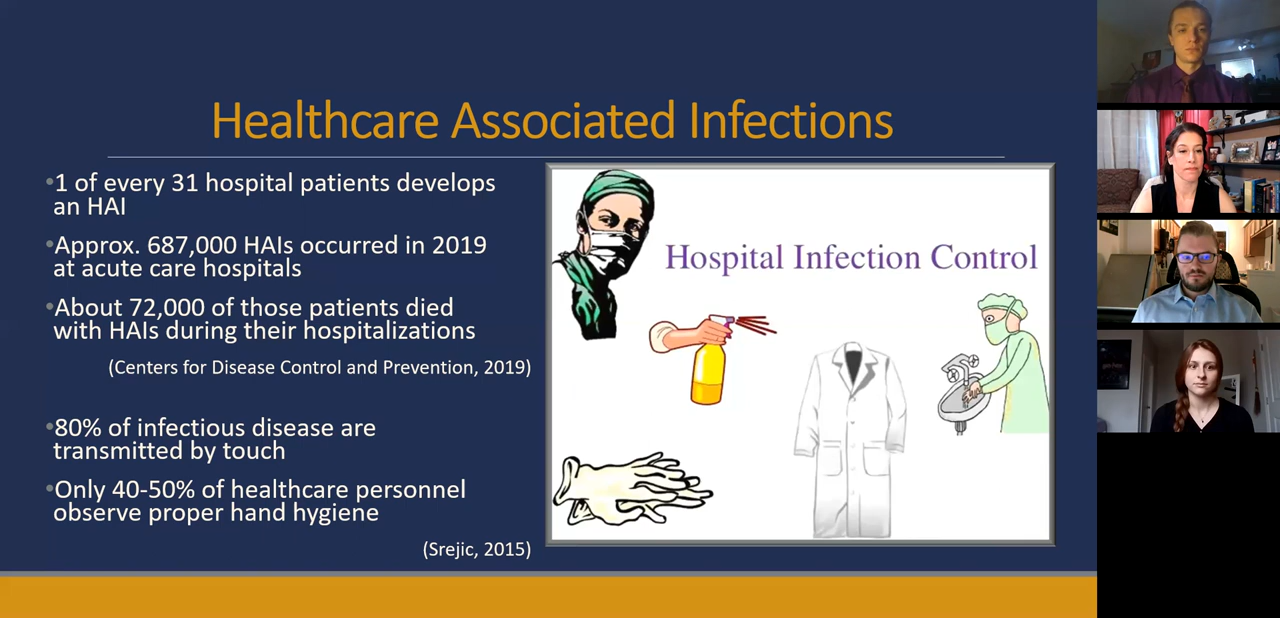 Healthcare Associated Infections
•1 of every 31 hospital patients develops
an HAI
•Approx. 687,000 HAIs occurred in 2019
at acute care hospitals
•About 72,000 of those patients died
with HAIs during their hospitalizations
(Centers for Disease Control and Prevention, 2019)
•80% of infectious disease are
transmitted by touch
•Only 40-50% of healthcare personnel
observe proper hand hygiene
(Srejic, 2015)
Hospital Infection Control